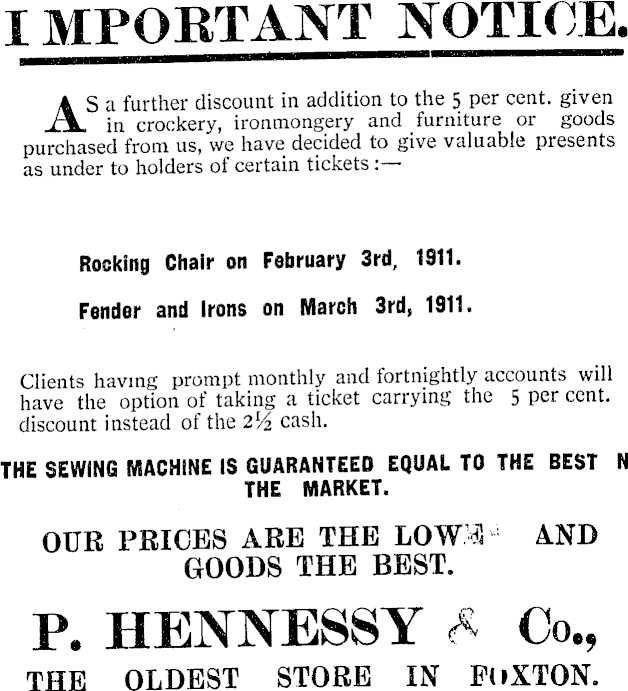 IMPORTANT NOTICE.
AS a further discount in addition to the 5 per cent. given
in crockery, ironmongery and furniture or goods
purchased from us, we have decided to give valuable presents
as under to holders of certain tickets :—
Rocking Chair on February 3rd, 1911.
Fender and Irons on March 3rd, 1911.
Clients having prompt monthly and fortnightly accounts will
have the option of taking a ticket carrying the 5 per cent.
discount instead of the 2½ cash.
THE SEWING MACHINE IS GUARANTEED EQUAL TO THE BEST N
THE MARKET.
OUR PRICES ARE THE AND
GOODS THE BEST.
P. HENNESSY & Co.,
THE OLDEST STORE IN FOXTON.